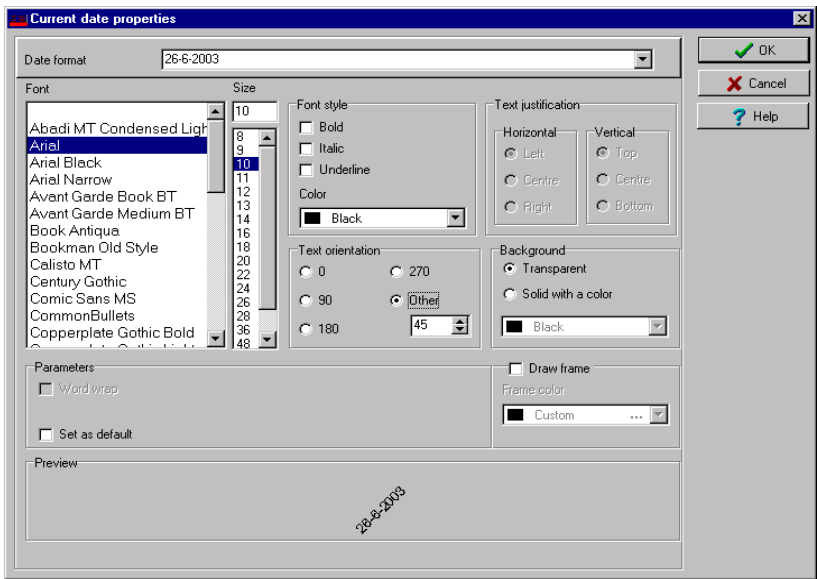 Current date properties
Date format
26-6-2003
OK
Cancel
Help
Font
Abadi MT Condensed Ligh
Arial
Arial Black
Arial Narrow
Avant Garde Book BT
Avant Garde Medium BT
Book Antiqua
Bookman Old Style
Calisto MT
Century Gothic
Comic Sans MS
CommonBullets
Copperplate Gothic Bold
Size
10
8
9
10
11
12
13
14
16
18
20
22
24
26
28
36
48
Font style
Bold
Italic
Underline
Color
Black
Text justification
Horizontal
Left
Centre
Right
Vertical
Top
Centre
Bottom
Text orientation
0
270
90
Other
180
45
Background
Transparent
Solid with a color
Black
Parameters
Word wrap
Set as default
Draw frame
Frame color
Custom ...
Preview
26-6-2003